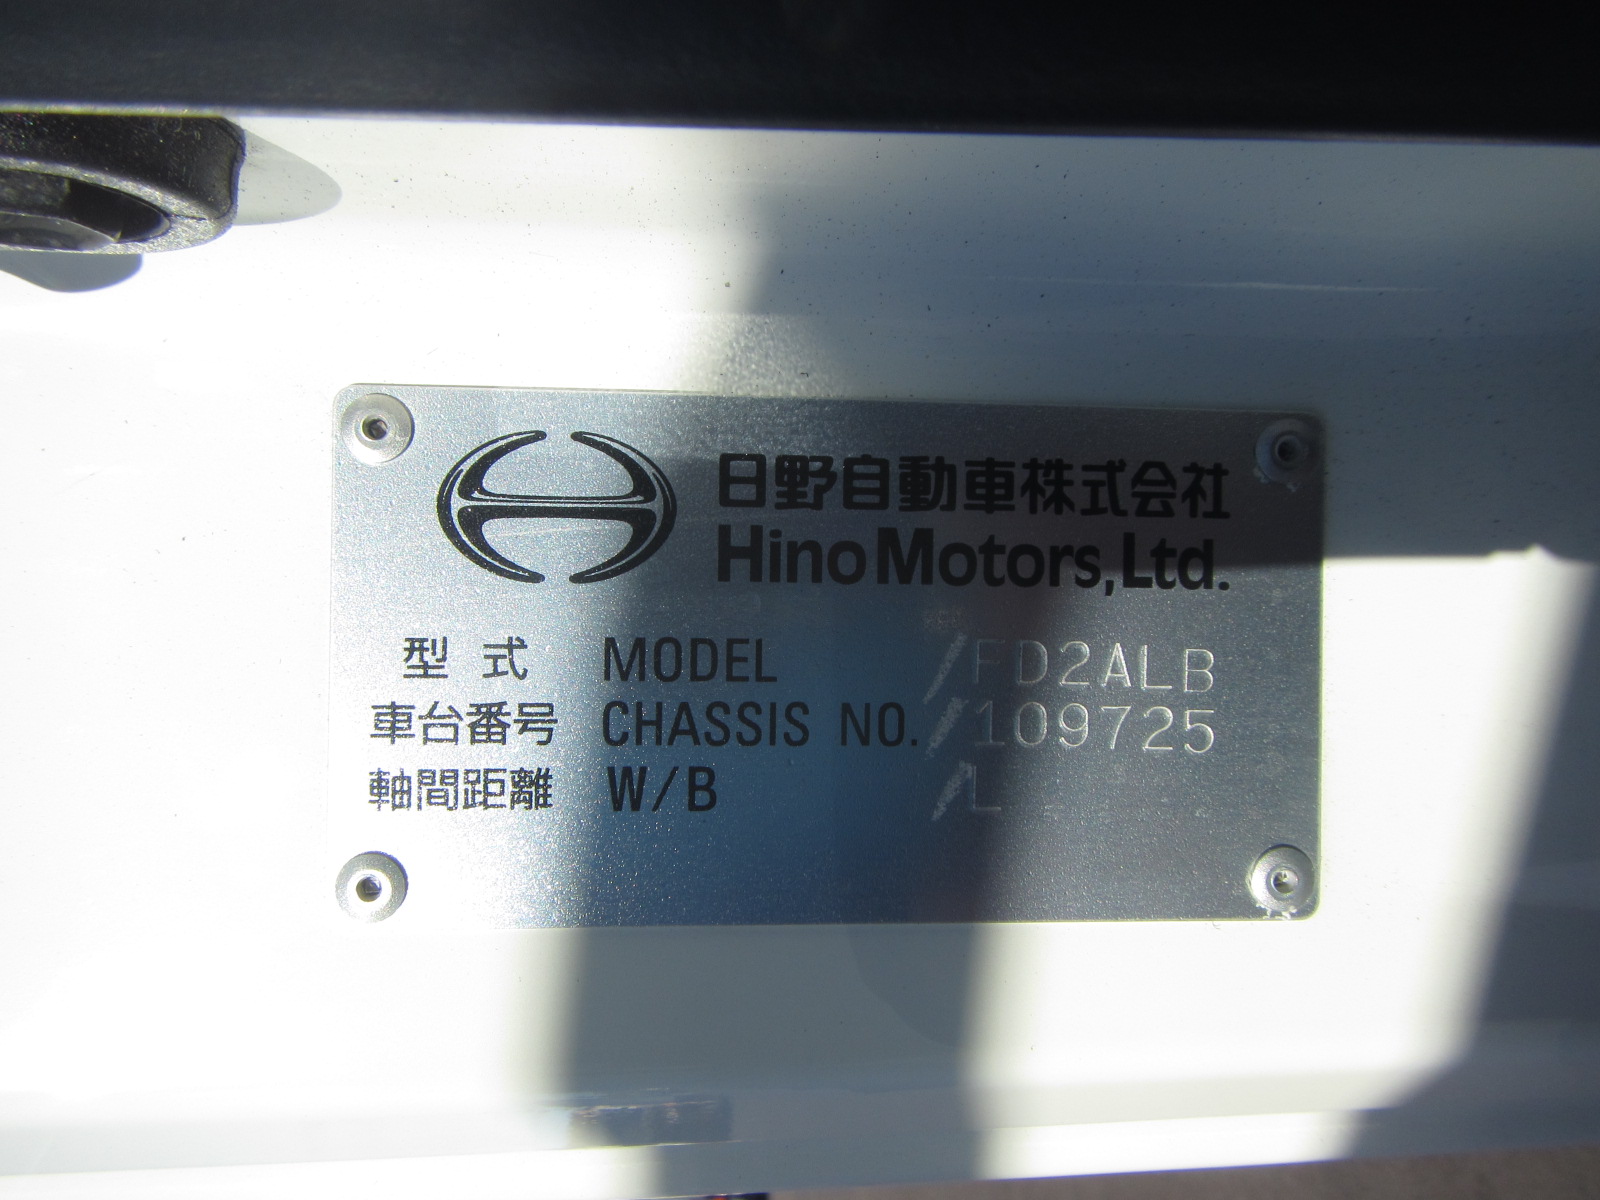 日野自動車株式会社
Hino Motors, Ltd.
型式 MODEL /FD2ALB
車台番号 CHASSIS NO. /109725
軸間距離 W/B /L